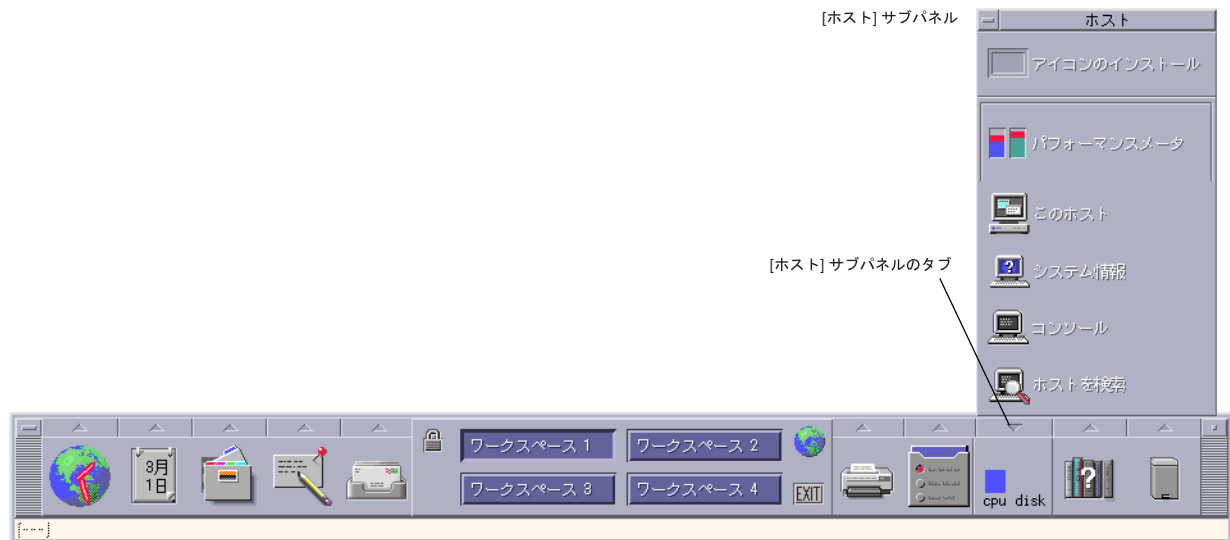 [ホスト] サブパネル
ホスト
アイコンのインストール
パフォーマンスメータ
このホスト
[ホスト] サブパネルのタブ
システム情報
コンソール
ホストを検索
3月
1日
ワークスペース 1
ワークスペース 2
ワークスペース 3
ワークスペース 4
EXIT
cpu disk
?
[---]